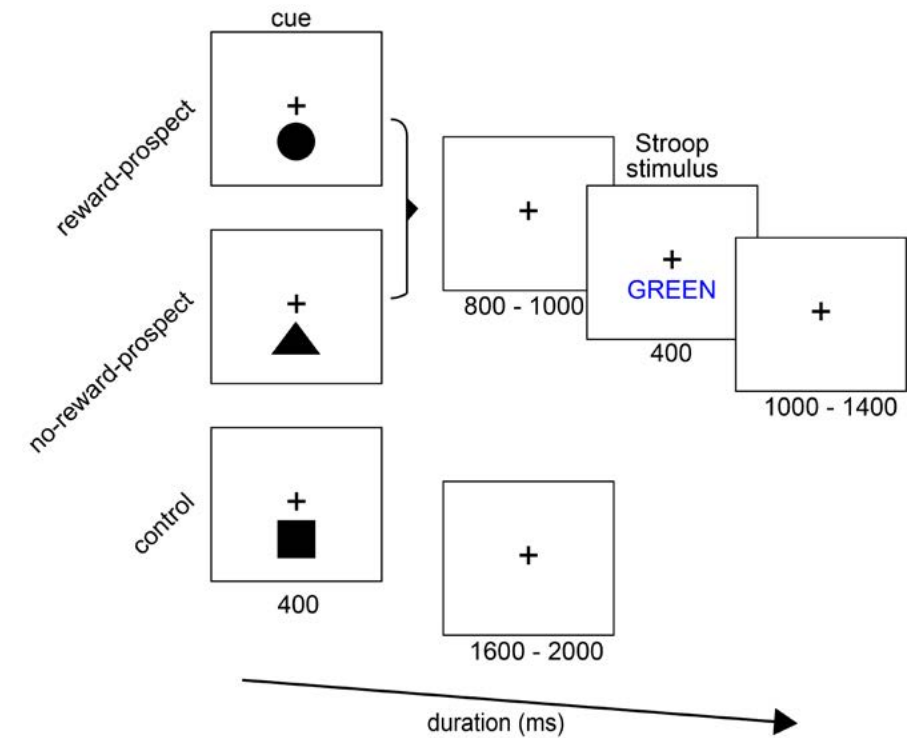 cue
reward-prospect
no-reward-prospect
control
400
800 - 1000
Stroop
stimulus
GREEN
400
1000 - 1400
1600 - 2000
duration (ms)